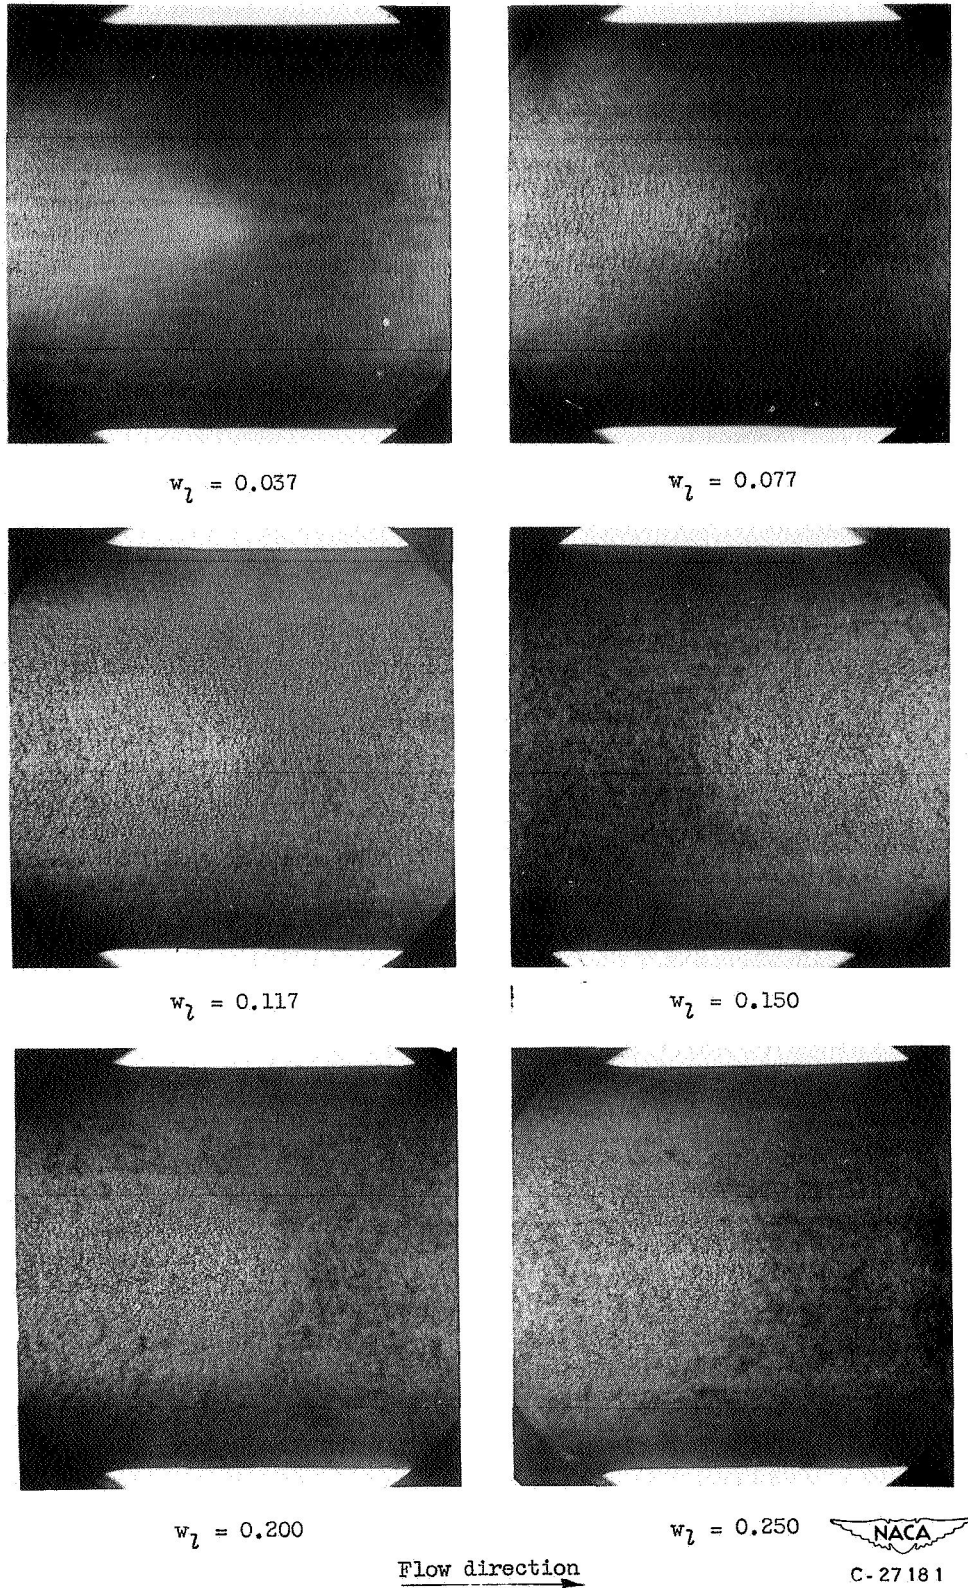 w_l = 0.037
w_l = 0.077
w_l = 0.117
w_l = 0.150
w_l = 0.200
w_l = 0.250
NACA
C-27181
Flow direction